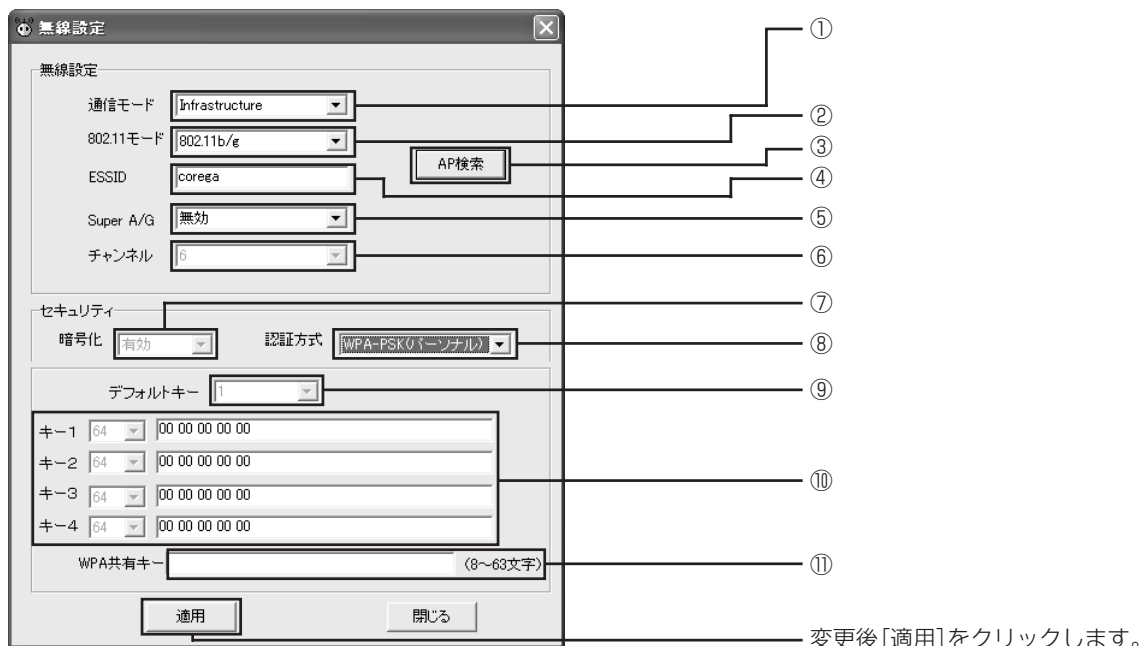 無線設定
①
無線設定
通信モード Infrastructure
②
802.11モード 802.11b/g
③
AP検索
④
ESSID corega
⑤
Super A/G 無効
⑥
チャンネル 6
⑦
セキュリティ
暗号化 有効 認証方式 WPA-PSK(パーソナル)
⑧
⑨
デフォルトキー 1
キー1 64 00 00 00 00 00
キー2 64 00 00 00 00 00
⑩
キー3 64 00 00 00 00 00
キー4 64 00 00 00 00 00
WPA共有キー (8~63文字)
⑪
適用 閉じる
変更後[適用]をクリックします。